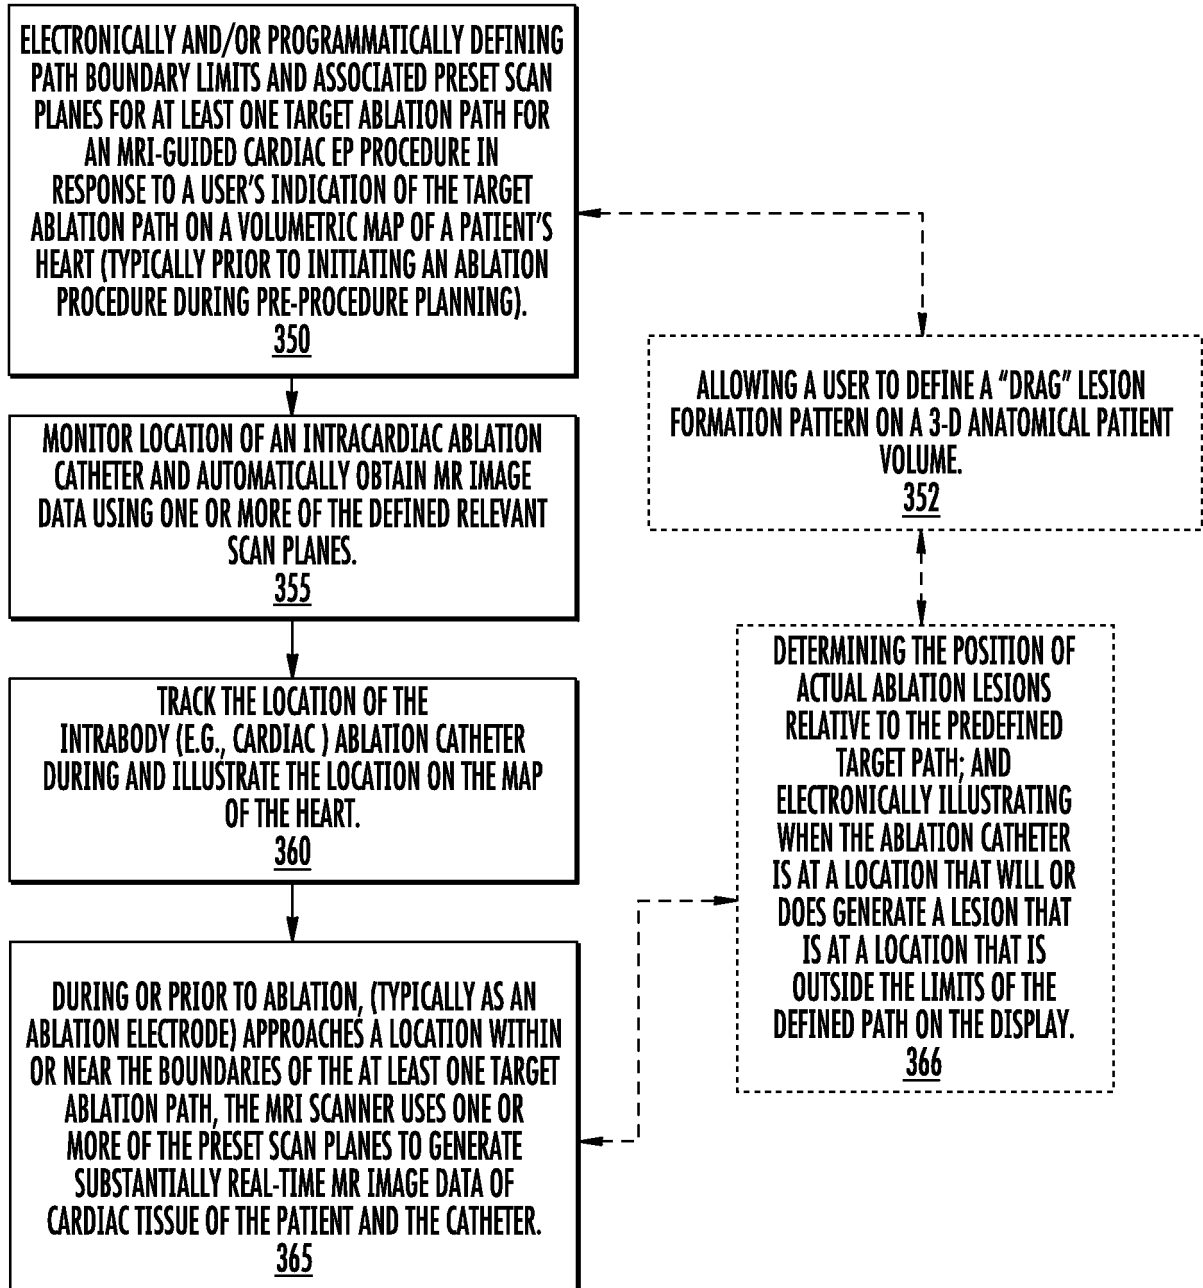 ELECTRONICALLY AND/OR PROGRAMMATICALLY DEFINING
PATH BOUNDARY LIMITS AND ASSOCIATED PRESET SCAN
PLANES FOR AT LEAST ONE TARGET ABLATION PATH FOR
AN MRI-GUIDED CARDIAC EP PROCEDURE IN
RESPONSE TO A USER'S INDICATION OF THE TARGET
ABLATION PATH ON A VOLUMETRIC MAP OF A PATIENT'S
HEART (TYPICALLY PRIOR TO INITIATING AN ABLATION
PROCEDURE DURING PRE-PROCEDURE PLANNING).
350
MONITOR LOCATION OF AN INTRACARDIAC ABLATION
CATHETER AND AUTOMATICALLY OBTAIN MR IMAGE
DATA USING ONE OR MORE OF THE DEFINED RELEVANT
SCAN PLANES.
355
TRACK THE LOCATION OF THE
INTRABODY (E.G., CARDIAC ) ABLATION CATHETER
DURING AND ILLUSTRATE THE LOCATION ON THE MAP
OF THE HEART.
360
DURING OR PRIOR TO ABLATION, (TYPICALLY AS AN
ABLATION ELECTRODE) APPROACHES A LOCATION WITHIN
OR NEAR THE BOUNDARIES OF THE AT LEAST ONE TARGET
ABLATION PATH, THE MRI SCANNER USES ONE OR
MORE OF THE PRESET SCAN PLANES TO GENERATE
SUBSTANTIALLY REAL-TIME MR IMAGE DATA OF
CARDIAC TISSUE OF THE PATIENT AND THE CATHETER.
365
ALLOWING A USER TO DEFINE A “DRAG” LESION
FORMATION PATTERN ON A 3-D ANATOMICAL PATIENT
VOLUME.
352
DETERMINING THE POSITION OF
ACTUAL ABLATION LESIONS
RELATIVE TO THE PREDEFINED
TARGET PATH; AND
ELECTRONICALLY ILLUSTRATING
WHEN THE ABLATION CATHETER
IS AT A LOCATION THAT WILL OR
DOES GENERATE A LESION THAT
IS AT A LOCATION THAT IS
OUTSIDE THE LIMITS OF THE
DEFINED PATH ON THE DISPLAY.
366